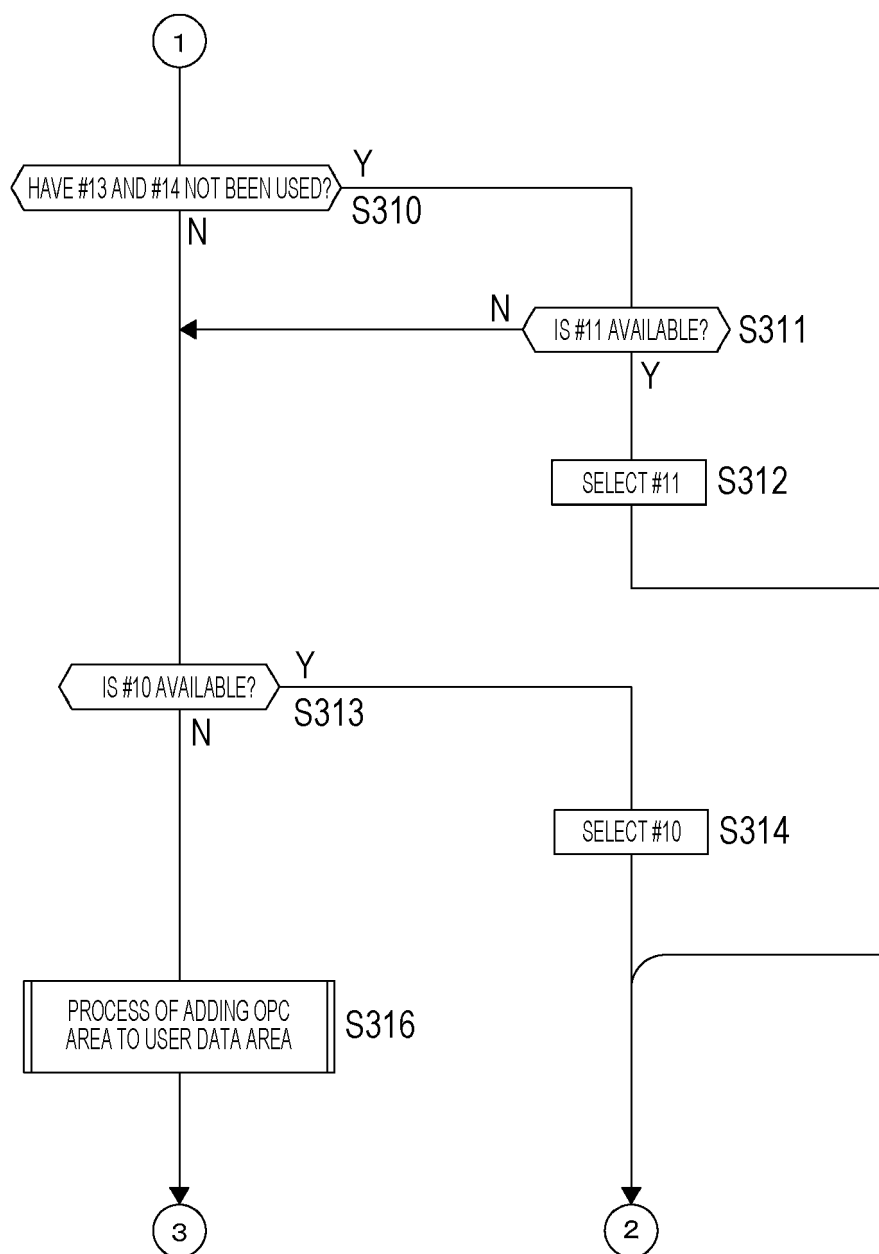 1
HAVE #13 AND #14 NOT BEEN USED?
Y
S310
N
N
IS #11 AVAILABLE?
S311
Y
SELECT #11
S312
IS #10 AVAILABLE?
Y
S313
N
SELECT #10
S314
PROCESS OF ADDING OPC
AREA TO USER DATA AREA
S316
3
2